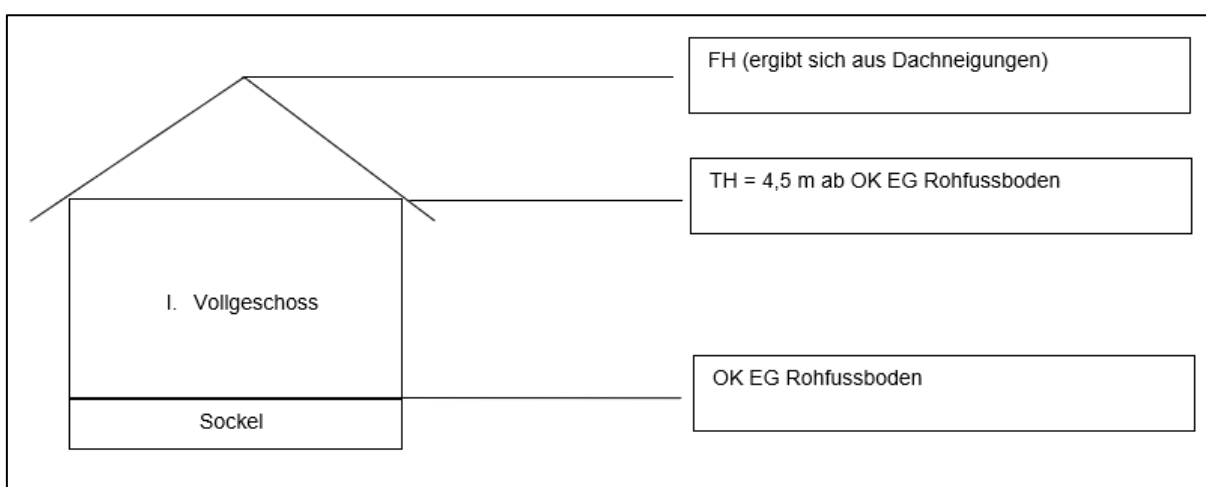 FH (ergibt sich aus Dachneigungen)
TH = 4,5 m ab OK EG Rohfussboden
I. Vollgeschoss
OK EG Rohfussboden
Sockel